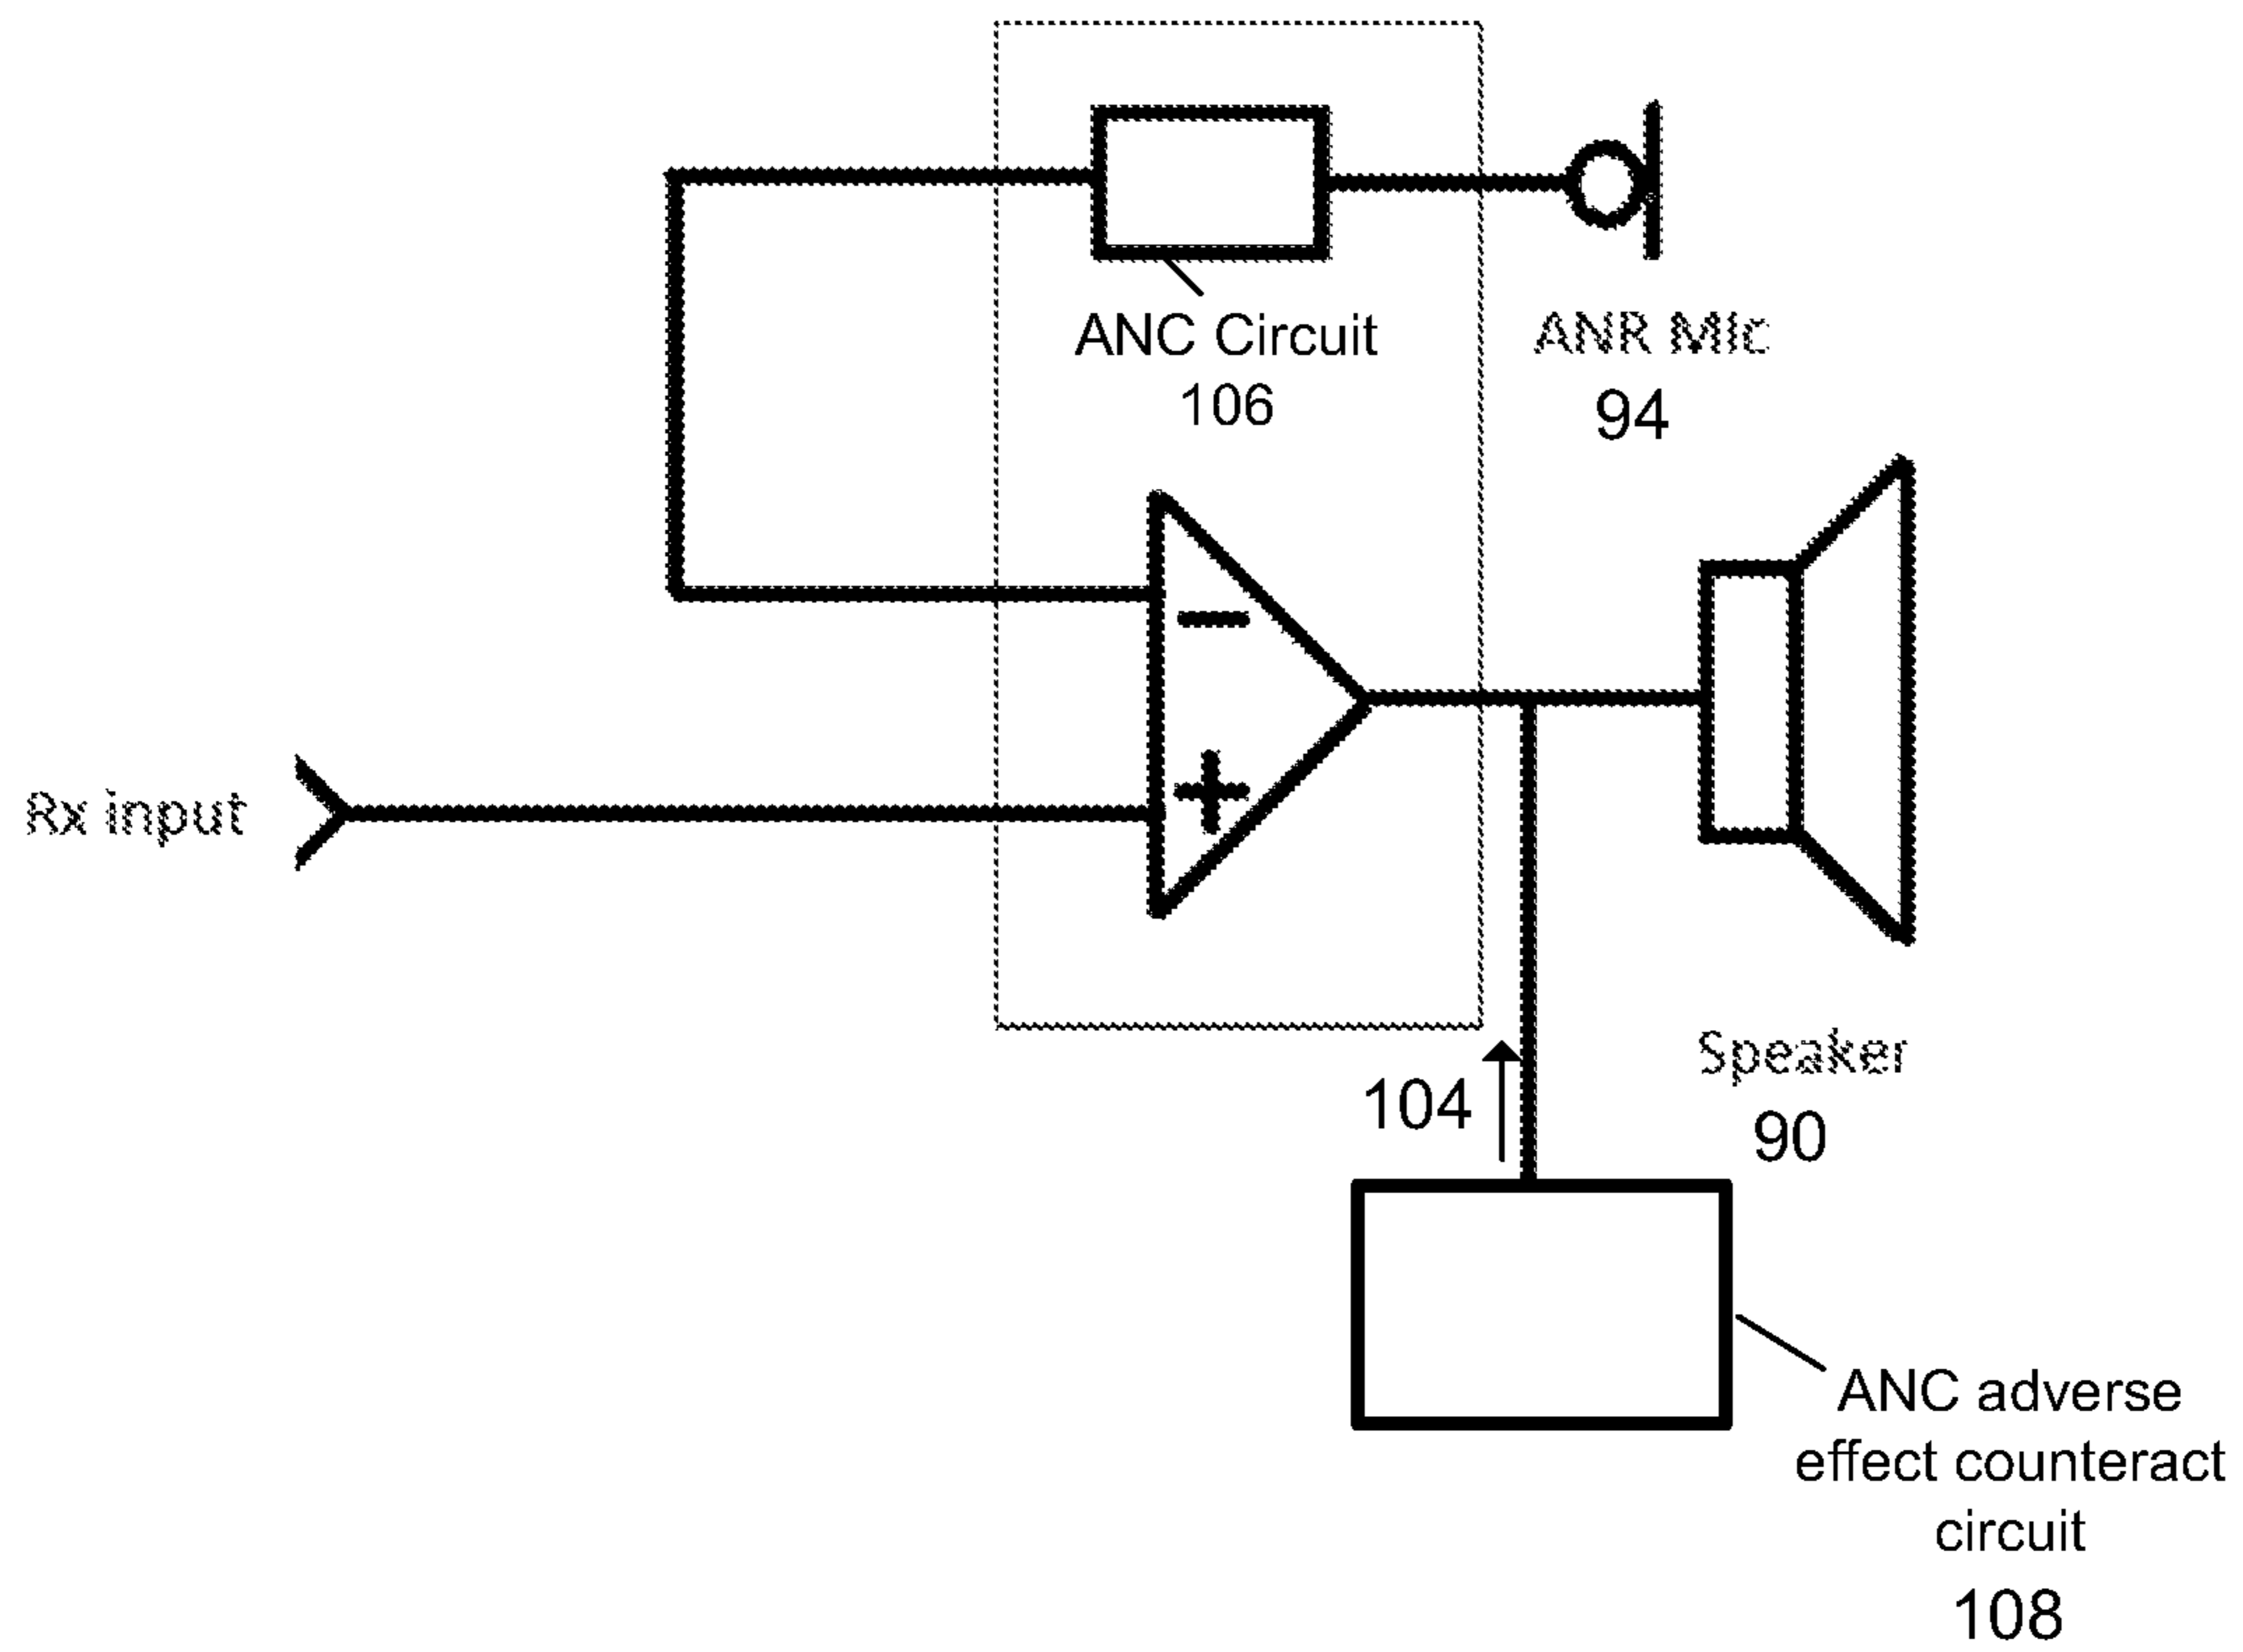 ANC Circuit
106
ANR Mic
94
−
+
Rx input
104
Speaker
90
ANC adverse
effect counteract
circuit
108